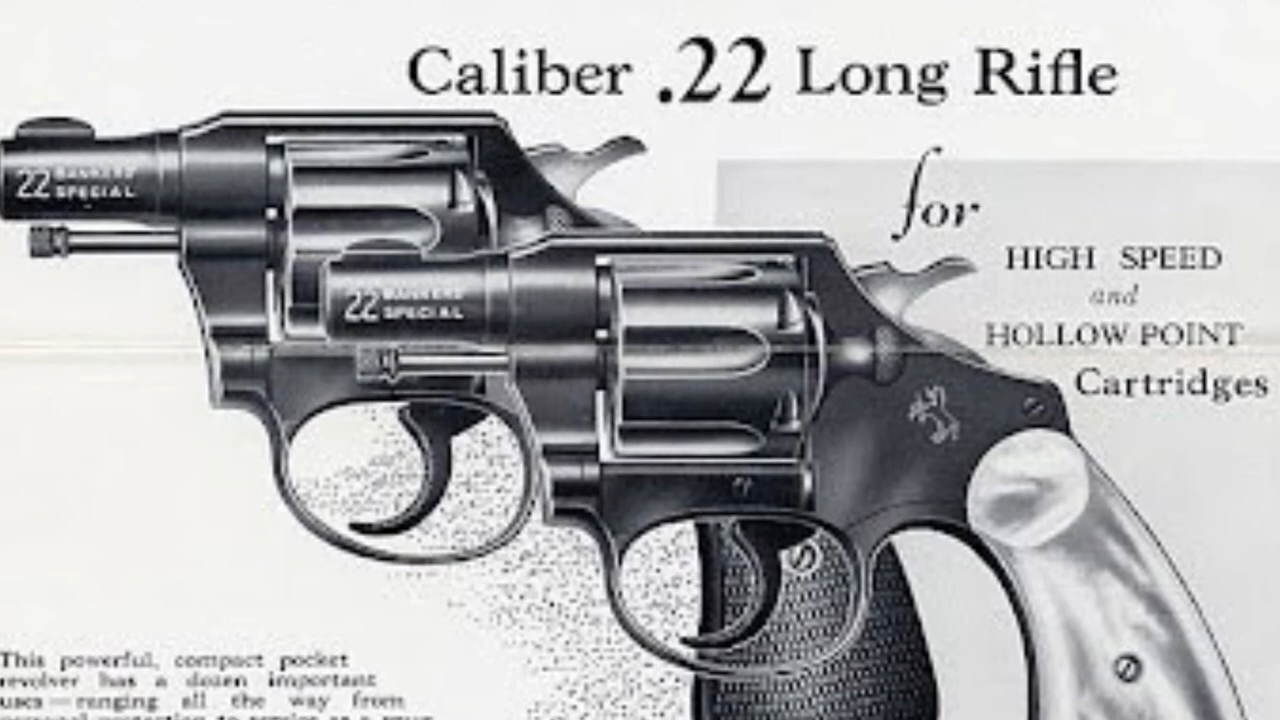 Caliber .22 Long Rifle
for
HIGH SPEED
and
HOLLOW POINT
Cartridges
22 BANKERS
SPECIAL
22 BANKERS
SPECIAL
This powerful, compact pocket
revolver has a dozen important
uses—ranging all the way from